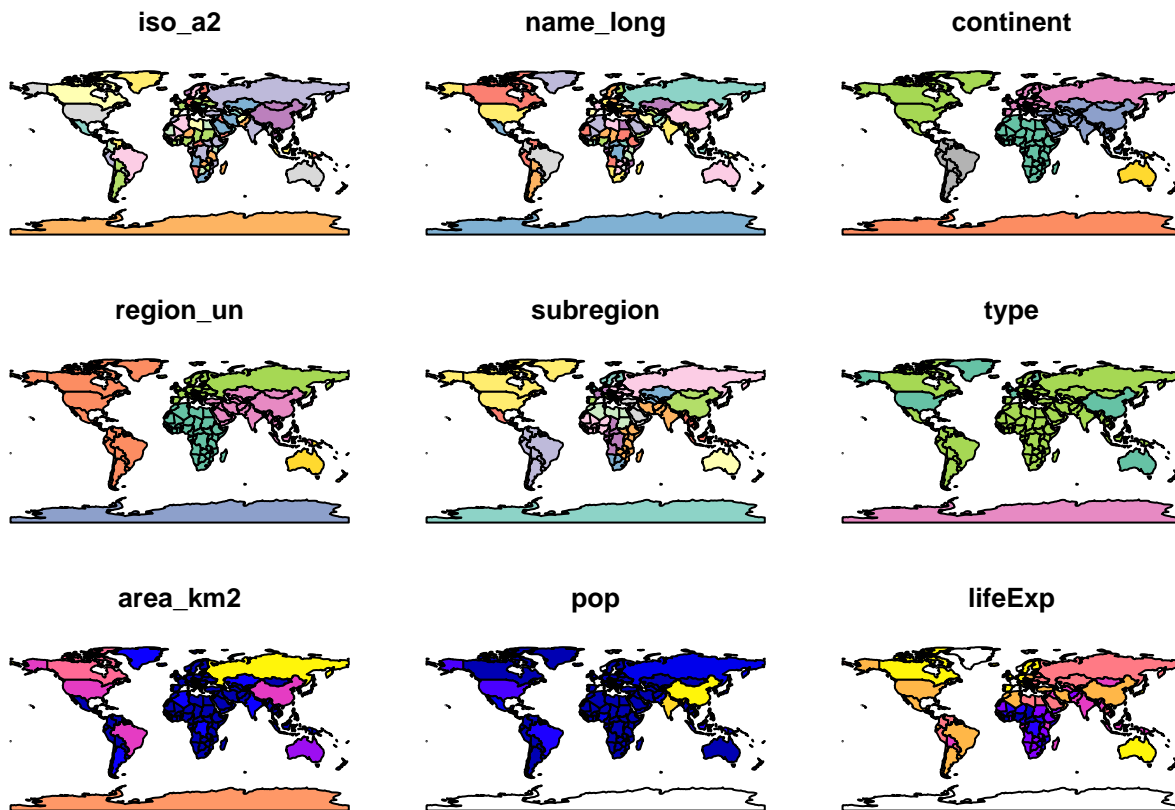 iso_a2
name_long
continent
region_un
subregion
type
area_km2
pop
lifeExp